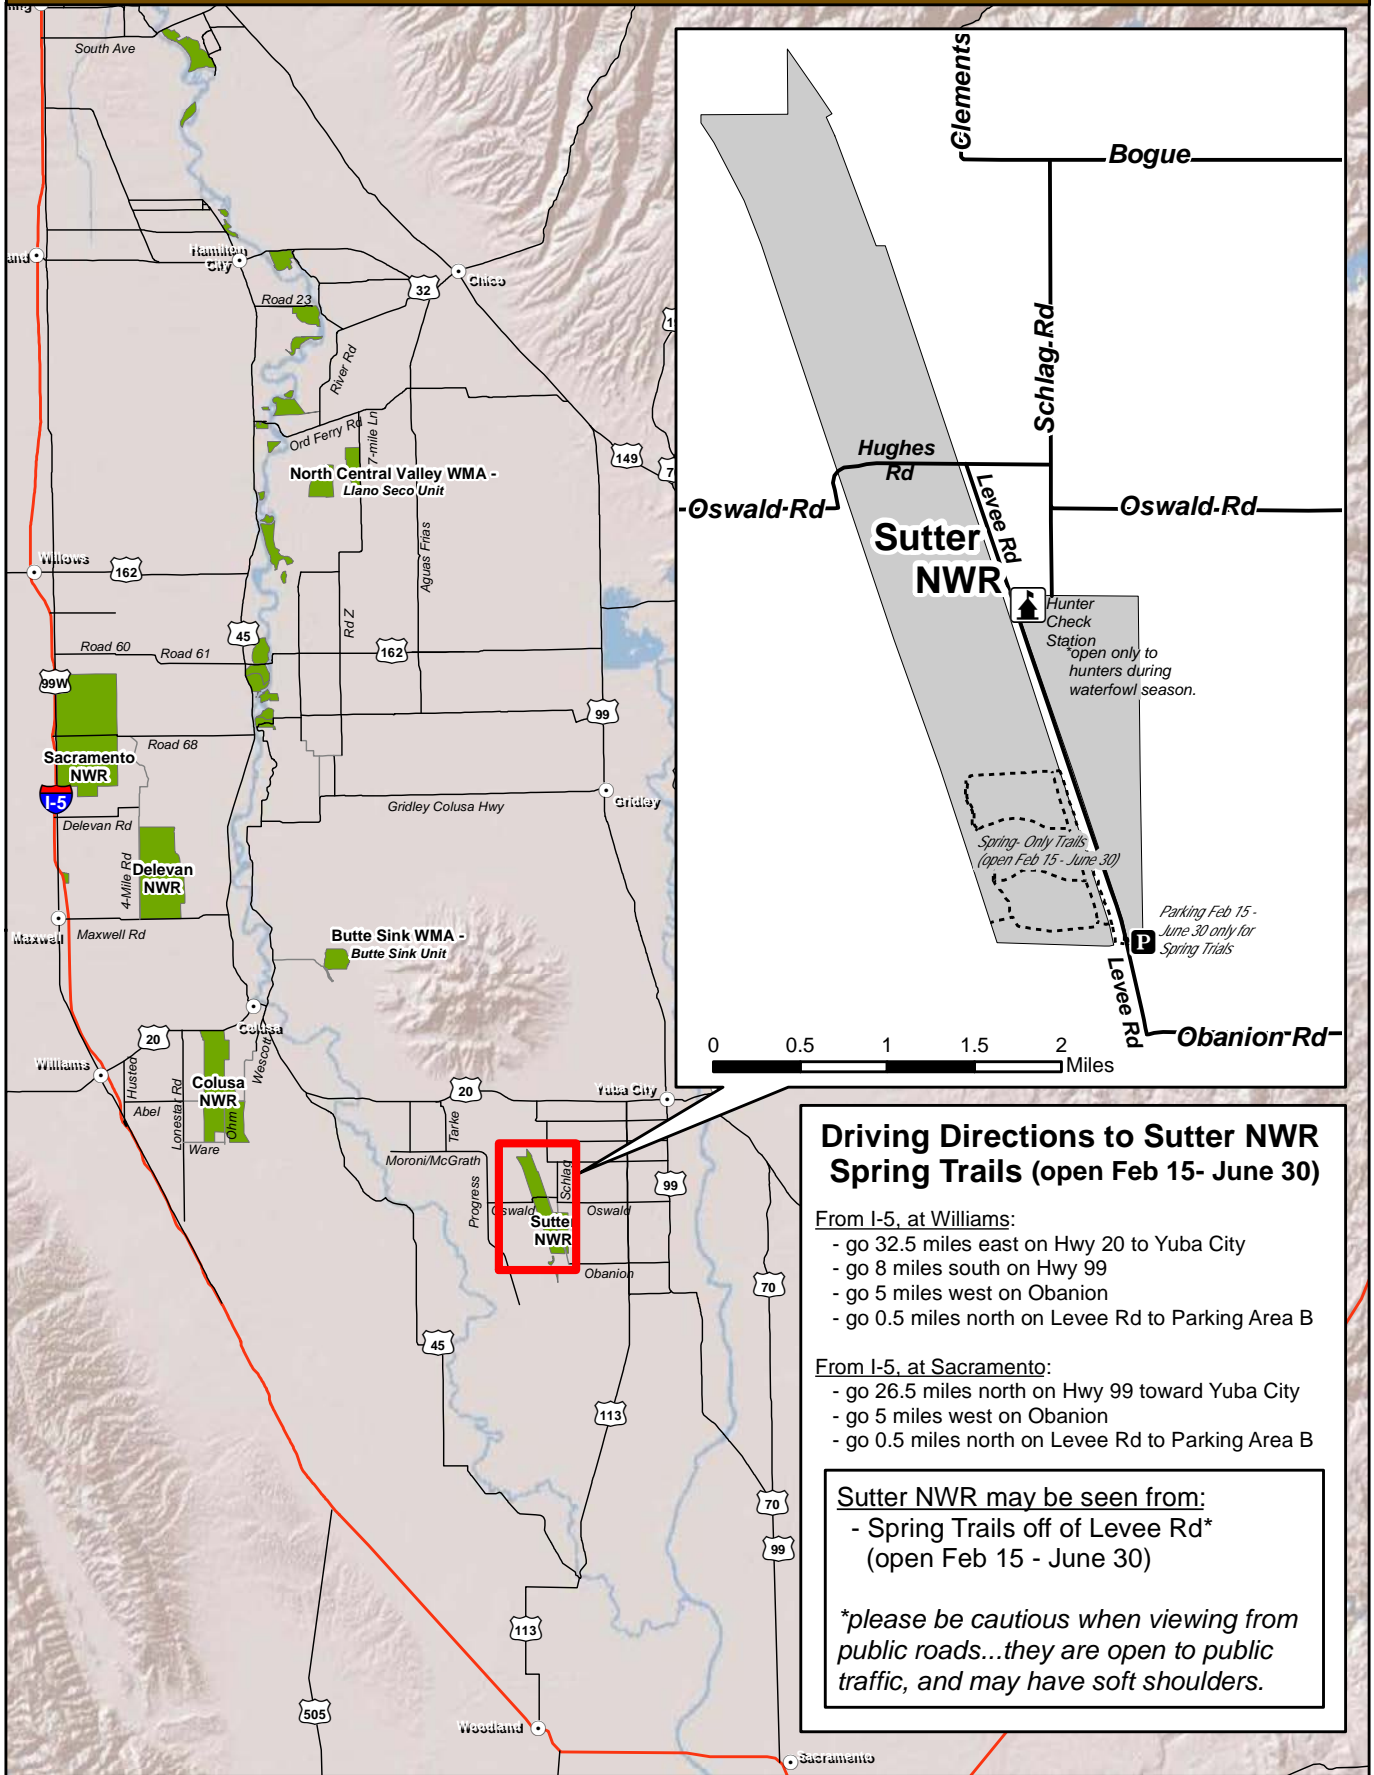 South Ave
Hamilton
City
Chico
32
Road 23
River Rd
Ord Ferry Rd
7-mile Ln
149
North Central Valley WMA -
Llano Seco Unit
Aguas Frias
Willows
162
Rd Z
45
Road 60
Road 61
162
99W
99
Road 68
Sacramento
NWR
I-5
Gridley
Gridley Colusa Hwy
Delevan Rd
4-Mile Rd
Delevan
NWR
Maxwell
Maxwell Rd
Butte Sink WMA -
Butte Sink Unit
Colusa
20
Wescott
Williams
Husted
Lonestar Rd
Colusa
NWR
Abel
Ohm
Ware
20
Yuba City
Tarke
Moroni/McGrath
Progress
Schlag
99
Oswald
Oswald
Sutter
NWR
Obanion
70
45
113
70
99
113
505
Woodland
Sacramento
Clements
Bogue
Schlag Rd
Hughes
Rd
Oswald Rd
Oswald Rd
Levee Rd
Sutter
NWR
Hunter
Check
Station
*open only to
hunters during
waterfowl season.
Spring- Only Trails
(open Feb 15 - June 30)
Parking Feb 15 -
June 30 only for
Spring Trials
P
Levee Rd
Obanion Rd
0 0.5 1 1.5 2
Miles
Driving Directions to Sutter NWR
Spring Trails (open Feb 15- June 30)
From I-5, at Williams:
- go 32.5 miles east on Hwy 20 to Yuba City
- go 8 miles south on Hwy 99
- go 5 miles west on Obanion
- go 0.5 miles north on Levee Rd to Parking Area B
From I-5, at Sacramento:
- go 26.5 miles north on Hwy 99 toward Yuba City
- go 5 miles west on Obanion
- go 0.5 miles north on Levee Rd to Parking Area B
Sutter NWR may be seen from:
- Spring Trails off of Levee Rd*
(open Feb 15 - June 30)
*please be cautious when viewing from
public roads...they are open to public
traffic, and may have soft shoulders.